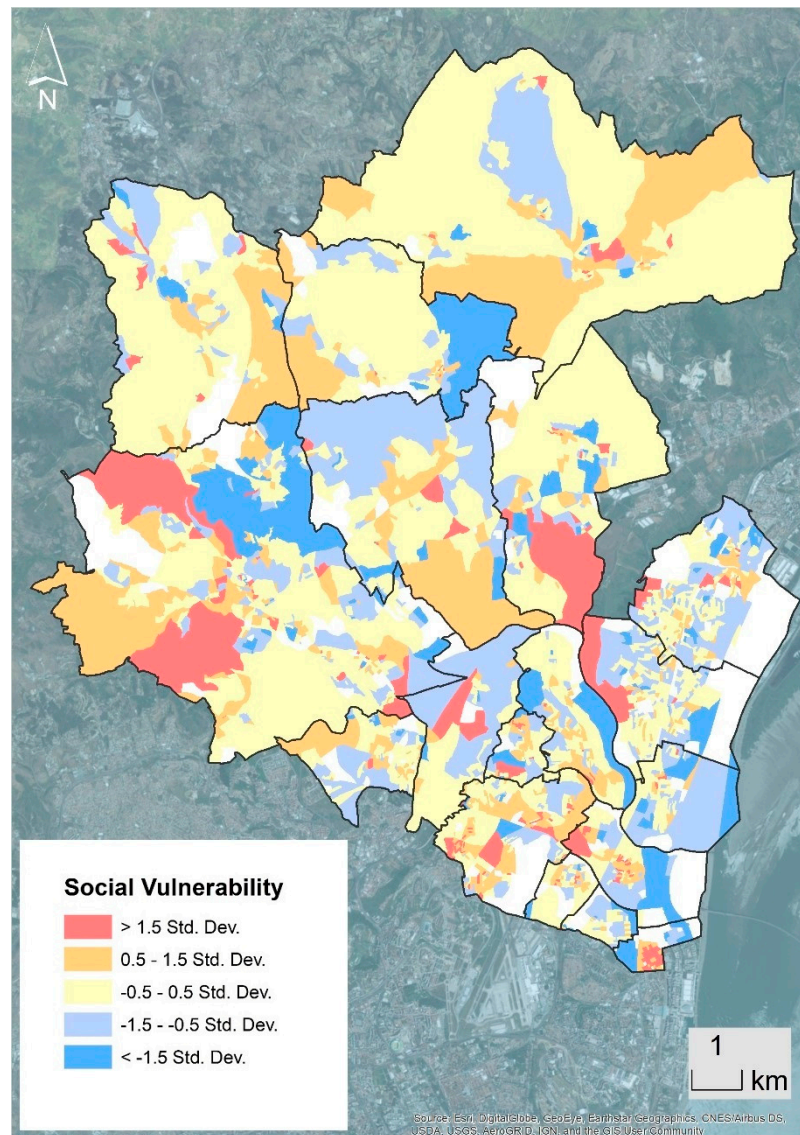 N
Social Vulnerability
> 1.5 Std. Dev.
0.5 - 1.5 Std. Dev.
-0.5 - 0.5 Std. Dev.
-1.5 - -0.5 Std. Dev.
< -1.5 Std. Dev.
1
km
Source: Esri, DigitalGlobe, GeoEye, Earthstar Geographics, CNES/Airbus DS,
USDA, USGS, AeroGRID, IGN, and the GIS User Community